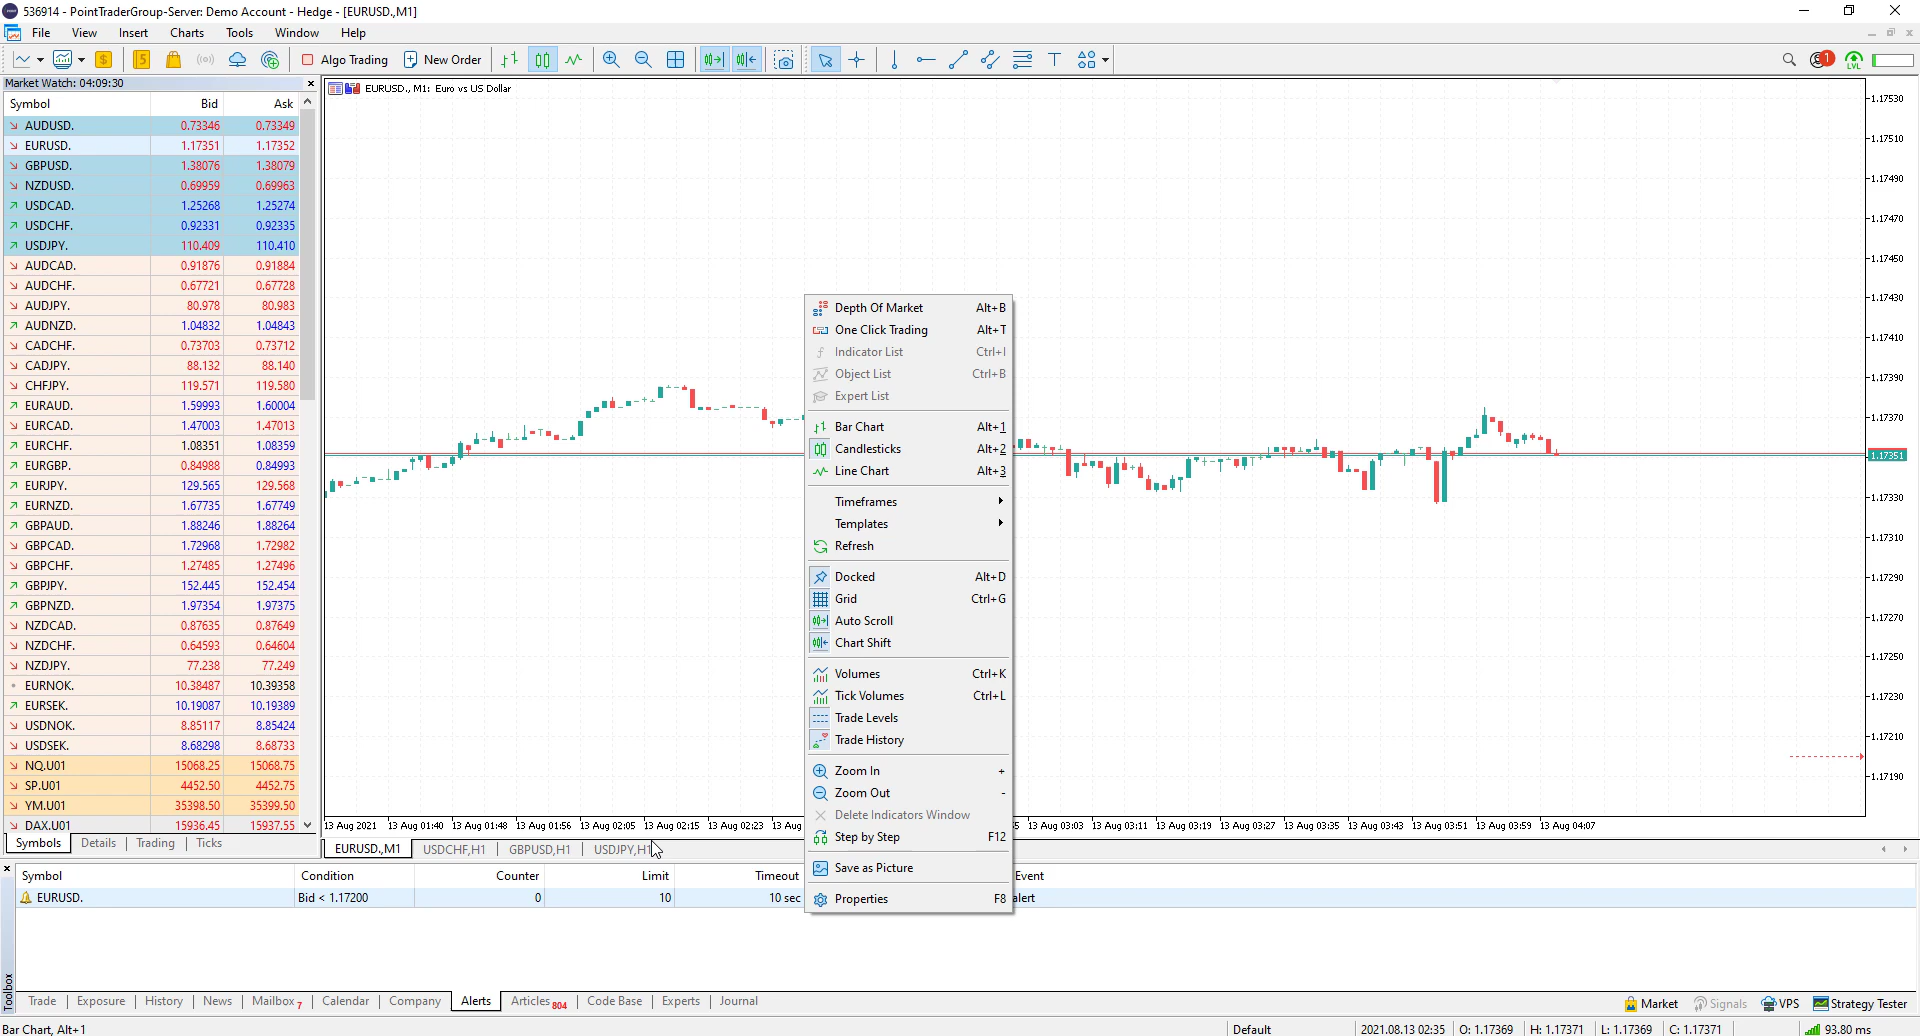 536914 - PointTraderGroup-Server: Demo Account - Hedge - [EURUSD.,M1]
File View Insert Charts Tools Window Help
Algo Trading New Order 1 LVL
Market Watch: 04:09:30
Symbol Bid Ask
AUDUSD. 0.73346 0.73349
EURUSD. 1.17351 1.17352
GBPUSD. 1.38076 1.38079
NZDUSD. 0.69959 0.69963
USDCAD. 1.25268 1.25274
USDCHF. 0.92331 0.92335
USDJPY. 110.409 110.410
AUDCAD. 0.91876 0.91884
AUDCHF. 0.67721 0.67728
AUDJPY. 80.978 80.983
AUDNZD. 1.04832 1.04843
CADCHF. 0.73703 0.73712
CADJPY. 88.132 88.140
CHFJPY. 119.571 119.580
EURAUD. 1.59993 1.60004
EURCAD. 1.47003 1.47013
EURCHF. 1.08351 1.08359
EURGBP. 0.84988 0.84993
EURJPY. 129.565 129.568
EURNZD. 1.67735 1.67749
GBPAUD. 1.88246 1.88264
GBPCAD. 1.72968 1.72982
GBPCHF. 1.27485 1.27496
GBPJPY. 152.445 152.454
GBPNZD. 1.97354 1.97375
NZDCAD. 0.87635 0.87649
NZDCHF. 0.64593 0.64604
NZDJPY. 77.238 77.249
EURNOK. 10.38487 10.39358
EURSEK. 10.19087 10.19389
USDNOK. 8.85117 8.85424
USDSEK. 8.68298 8.68733
NQ.U01 15068.25 15068.75
SP.U01 4452.50 4452.75
YM.U01 35398.50 35399.50
DAX.U01 15936.45 15937.55
Symbols Details Trading Ticks
EURUSD., M1: Euro vs US Dollar
1.17530
1.17510
1.17490
1.17470
1.17450
1.17430
1.17410
1.17390
1.17370
1.17351
1.17330
1.17310
1.17290
1.17270
1.17250
1.17230
1.17210
1.17190
Depth Of Market Alt+B
One Click Trading Alt+T
Indicator List Ctrl+I
Object List Ctrl+B
Expert List
Bar Chart Alt+1
Candlesticks Alt+2
Line Chart Alt+3
Timeframes
Templates
Refresh
Docked Alt+D
Grid Ctrl+G
Auto Scroll
Chart Shift
Volumes Ctrl+K
Tick Volumes Ctrl+L
Trade Levels
Trade History
Zoom In +
Zoom Out -
Delete Indicators Window
Step by Step F12
Save as Picture
Properties F8
13 Aug 2021 13 Aug 01:40 13 Aug 01:48 13 Aug 01:56 13 Aug 02:05 13 Aug 02:15 13 Aug 02:23 13 Aug 13 Aug 03:03 13 Aug 03:11 13 Aug 03:19 13 Aug 03:27 13 Aug 03:35 13 Aug 03:43 13 Aug 03:51 13 Aug 03:59 13 Aug 04:07
EURUSD.,M1 USDCHF,H1 GBPUSD,H1 USDJPY,H1
Symbol Condition Counter Limit Timeout Event
EURUSD. Bid < 1.17200 0 10 10 sec alert
Toolbox
Trade Exposure History News Mailbox 7 Calendar Company Alerts Articles 804 Code Base Experts Journal
Market Signals VPS Strategy Tester
Bar Chart, Alt+1 Default 2021.08.13 02:35 O: 1.17369 H: 1.17371 L: 1.17369 C: 1.17371 93.80 ms